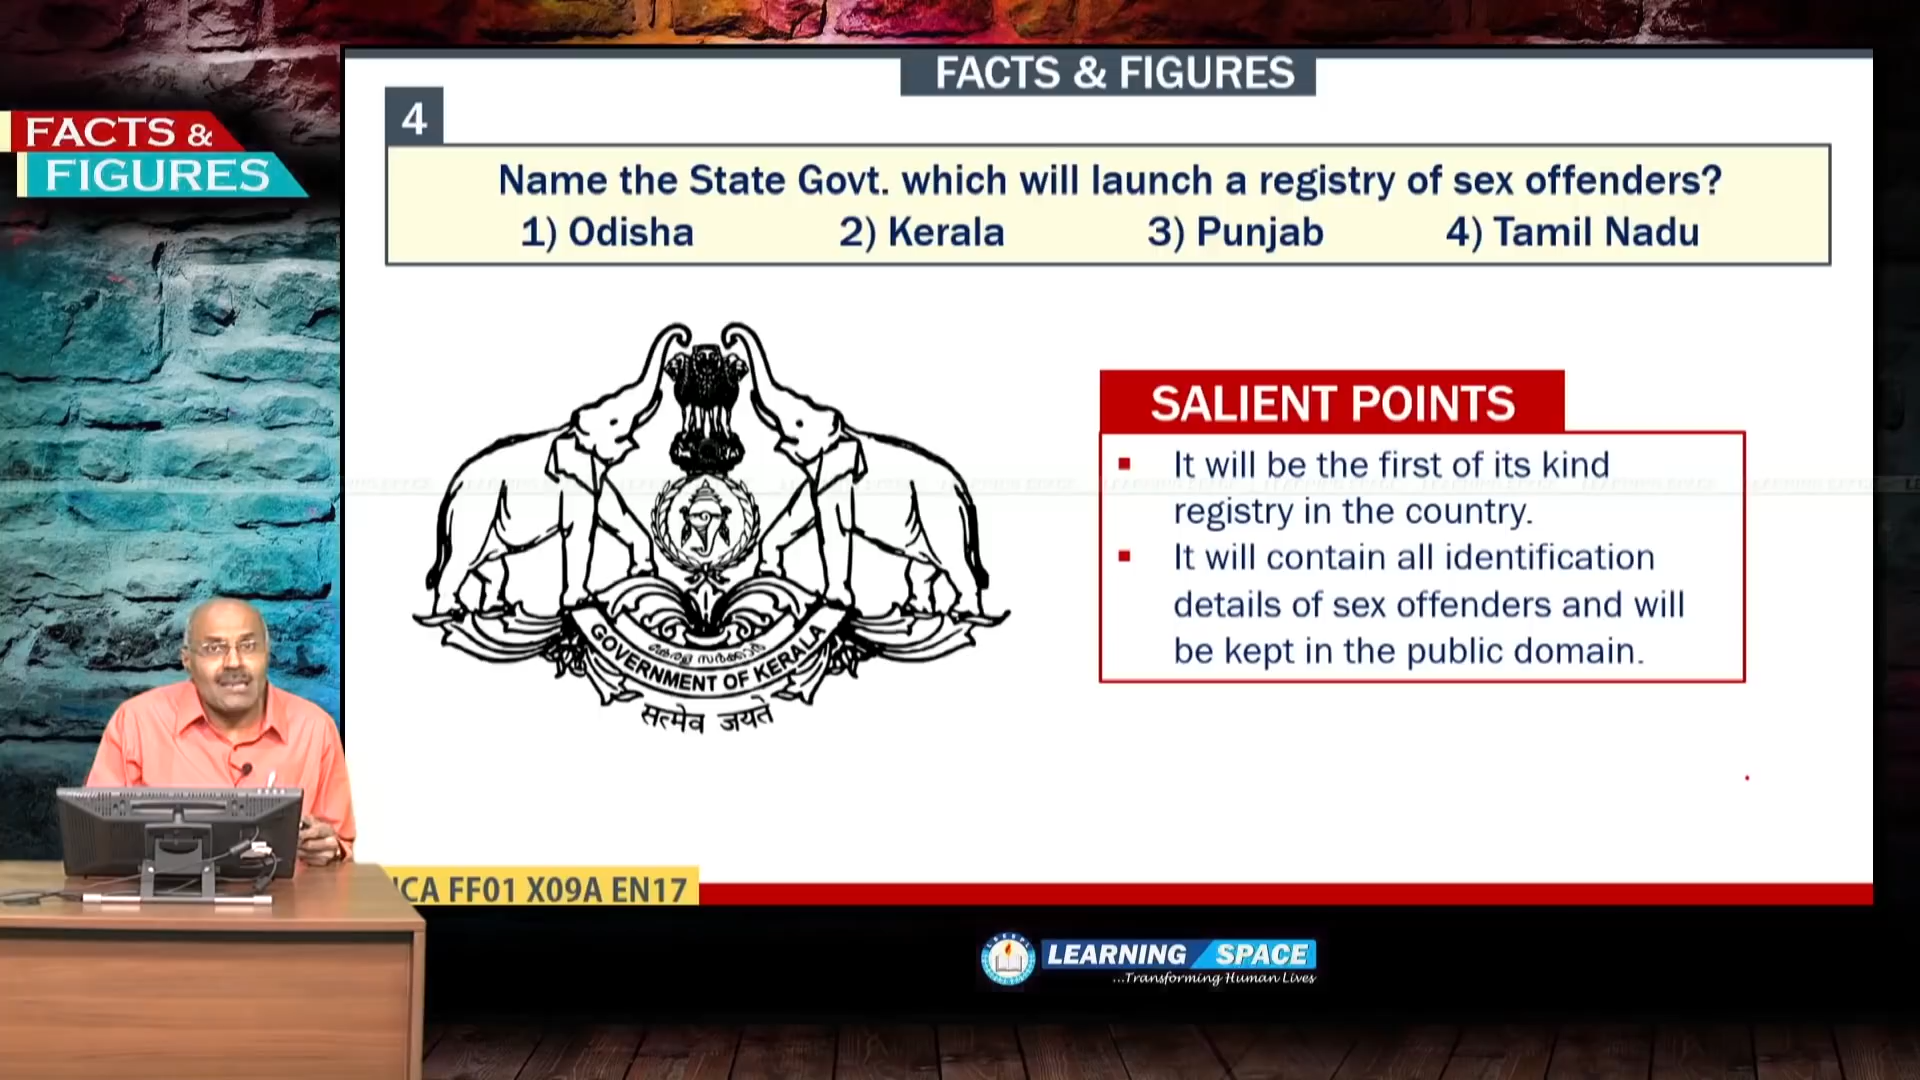 FACTS & FIGURES
4
FACTS &
FIGURES
Name the State Govt. which will launch a registry of sex offenders?
1) Odisha 2) Kerala 3) Punjab 4) Tamil Nadu
SALIENT POINTS
It will be the first of its kind
registry in the country.
It will contain all identification
details of sex offenders and will
be kept in the public domain.
കേരള സർക്കാർ
GOVERNMENT OF KERALA
सत्यमेव जयते
CA FF01 X09A EN17
LEARNING SPACE
...Transforming Human Lives